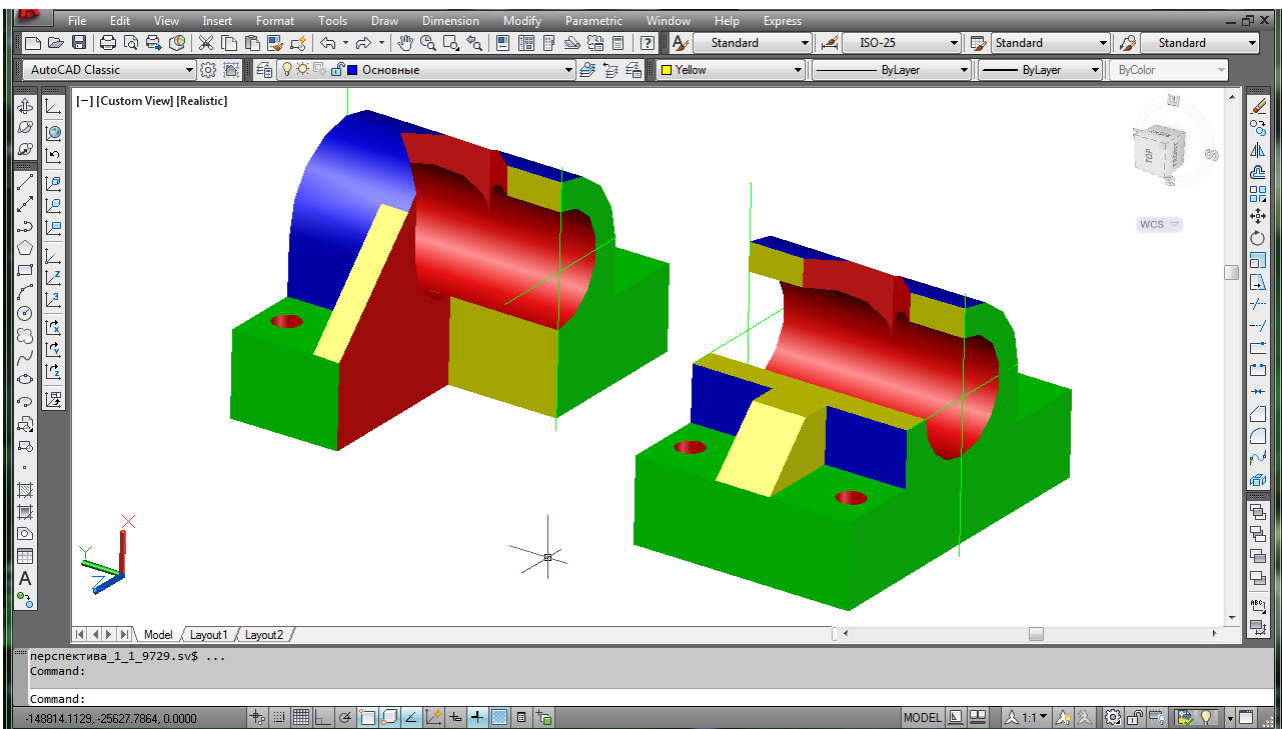 File Edit View Insert Format Tools Draw Dimension Modify Parametric Window Help Express
Standard ISO-25 Standard Standard
AutoCAD Classic Основные Yellow ByLayer ByLayer ByColor
[−] [Custom View] [Realistic]
TOP
WCS
X
Y
Z
Model Layout1 Layout2
перспектива_1_1_9729.sv$ ...
Command:
Command:
-148814.1129, -25627.7864, 0.0000 MODEL 1:1